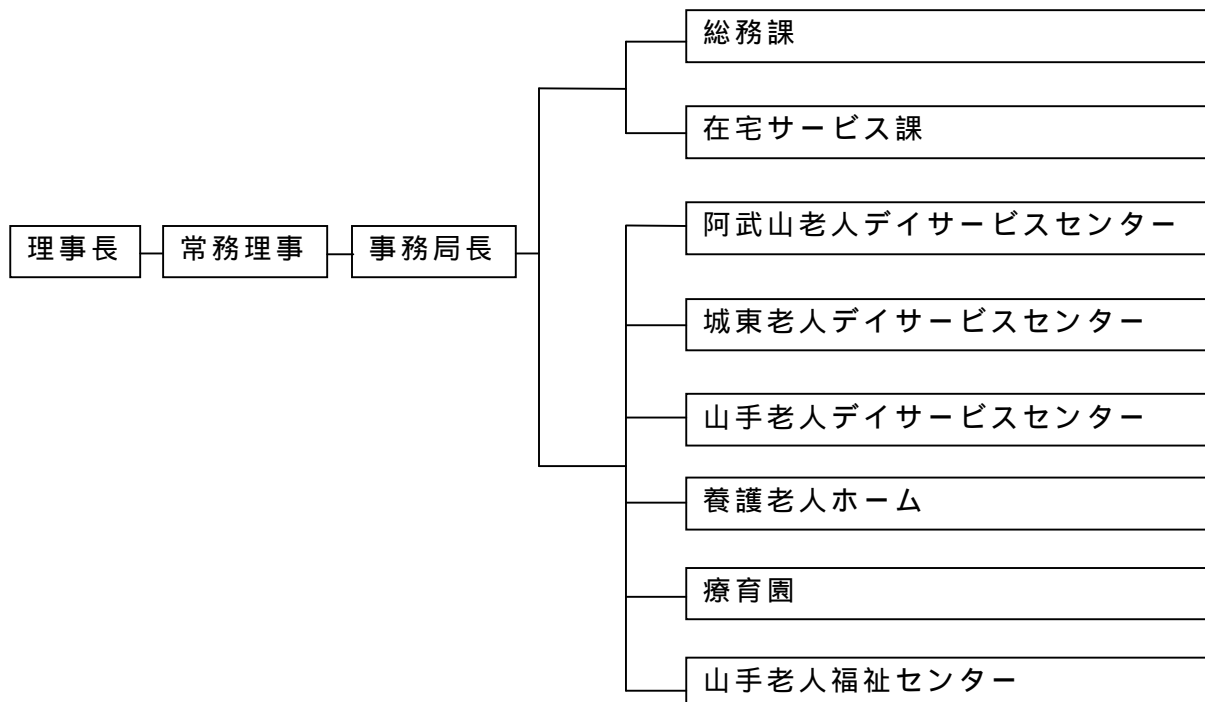 総務課
在宅サービス課
阿武山老人デイサービスセンター
理事長
常務理事
事務局長
城東老人デイサービスセンター
山手老人デイサービスセンター
養護老人ホーム
療育園
山手老人福祉センター